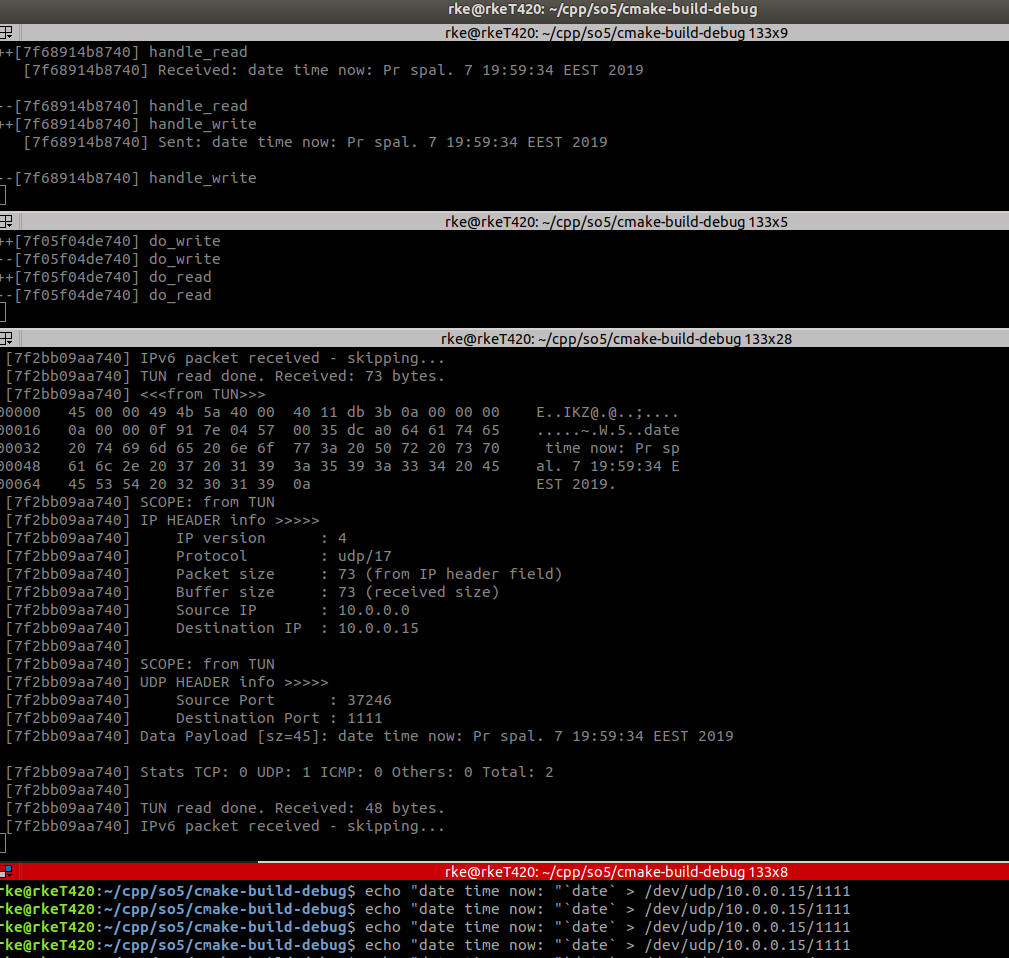 rke@rkeT420: ~/cpp/so5/cmake-build-debug
rke@rkeT420: ~/cpp/so5/cmake-build-debug 133x9
++[7f68914b8740] handle_read
[7f68914b8740] Received: date time now: Pr spal. 7 19:59:34 EEST 2019
--[7f68914b8740] handle_read
++[7f68914b8740] handle_write
[7f68914b8740] Sent: date time now: Pr spal. 7 19:59:34 EEST 2019
--[7f68914b8740] handle_write
rke@rkeT420: ~/cpp/so5/cmake-build-debug 133x5
++[7f05f04de740] do_write
--[7f05f04de740] do_write
++[7f05f04de740] do_read
--[7f05f04de740] do_read
rke@rkeT420: ~/cpp/so5/cmake-build-debug 133x28
[7f2bb09aa740] IPv6 packet received - skipping...
[7f2bb09aa740] TUN read done. Received: 73 bytes.
[7f2bb09aa740] <<<from TUN>>>
00000 45 00 00 49 4b 5a 40 00 40 11 db 3b 0a 00 00 00 E..IKZ@.@..;....
00016 0a 00 00 0f 91 7e 04 57 00 35 dc a0 64 61 74 65 .....~.W.5..date
00032 20 74 69 6d 65 20 6e 6f 77 3a 20 50 72 20 73 70 time now: Pr sp
00048 61 6c 2e 20 37 20 31 39 3a 35 39 3a 33 34 20 45 al. 7 19:59:34 E
00064 45 53 54 20 32 30 31 39 0a EST 2019.
[7f2bb09aa740] SCOPE: from TUN
[7f2bb09aa740] IP HEADER info >>>>>
[7f2bb09aa740] IP version : 4
[7f2bb09aa740] Protocol : udp/17
[7f2bb09aa740] Packet size : 73 (from IP header field)
[7f2bb09aa740] Buffer size : 73 (received size)
[7f2bb09aa740] Source IP : 10.0.0.0
[7f2bb09aa740] Destination IP : 10.0.0.15
[7f2bb09aa740]
[7f2bb09aa740] SCOPE: from TUN
[7f2bb09aa740] UDP HEADER info >>>>>
[7f2bb09aa740] Source Port : 37246
[7f2bb09aa740] Destination Port : 1111
[7f2bb09aa740] Data Payload [sz=45]: date time now: Pr spal. 7 19:59:34 EEST 2019
[7f2bb09aa740] Stats TCP: 0 UDP: 1 ICMP: 0 Others: 0 Total: 2
[7f2bb09aa740]
[7f2bb09aa740] TUN read done. Received: 48 bytes.
[7f2bb09aa740] IPv6 packet received - skipping...
rke@rkeT420: ~/cpp/so5/cmake-build-debug 133x8
rke@rkeT420:~/cpp/so5/cmake-build-debug$ echo "date time now: "`date` > /dev/udp/10.0.0.15/1111
rke@rkeT420:~/cpp/so5/cmake-build-debug$ echo "date time now: "`date` > /dev/udp/10.0.0.15/1111
rke@rkeT420:~/cpp/so5/cmake-build-debug$ echo "date time now: "`date` > /dev/udp/10.0.0.15/1111
rke@rkeT420:~/cpp/so5/cmake-build-debug$ echo "date time now: "`date` > /dev/udp/10.0.0.15/1111